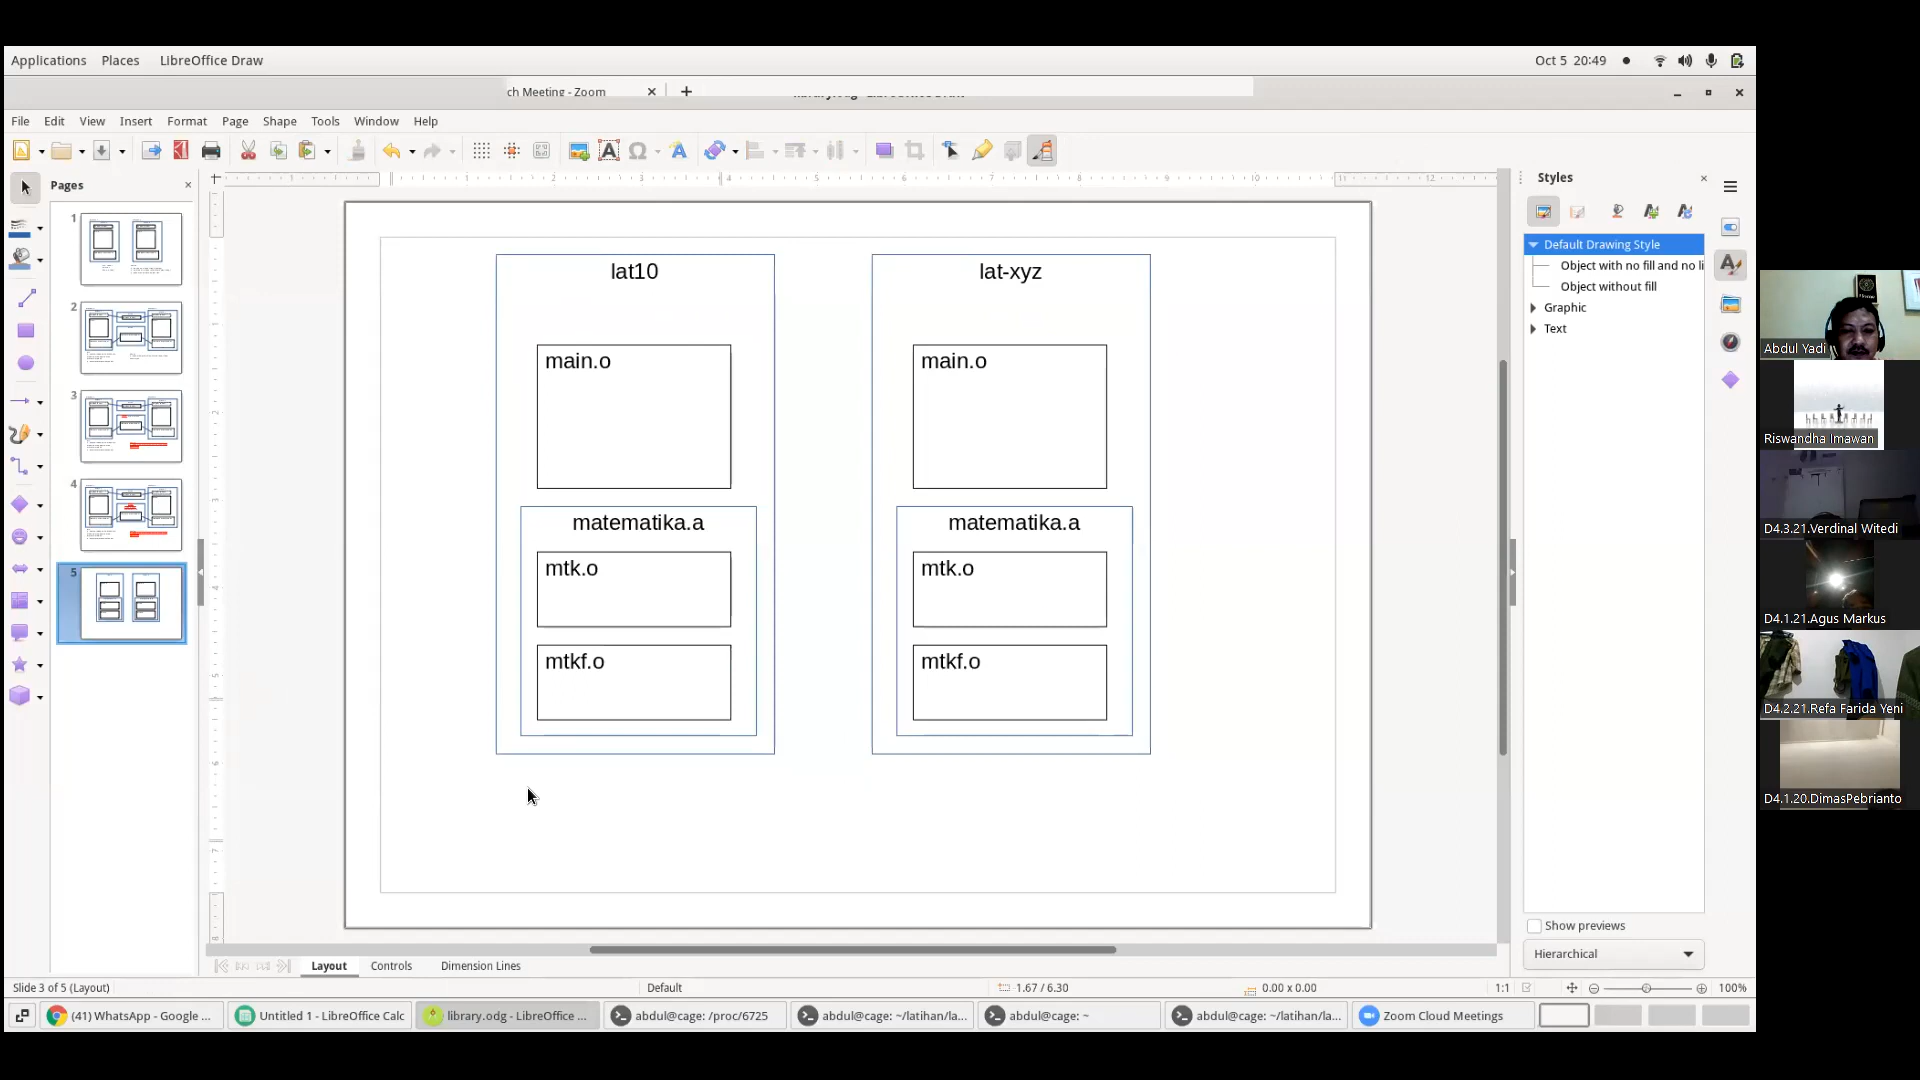 Applications Places LibreOffice Draw
Oct 5 20:49
ch Meeting - Zoom
File Edit View Insert Format Page Shape Tools Window Help
Pages
1
2
3
4
5
lat10
main.o
matematika.a
mtk.o
mtkf.o
lat-xyz
main.o
matematika.a
mtk.o
mtkf.o
Styles
Default Drawing Style
Object with no fill and no li
Object without fill
Graphic
Text
Show previews
Hierarchical
Layout Controls Dimension Lines
Slide 3 of 5 (Layout) Default 1.67 / 6.30 0.00 x 0.00 1:1 100%
(41) WhatsApp - Google ...
Untitled 1 - LibreOffice Calc
library.odg - LibreOffice ...
abdul@cage: /proc/6725
abdul@cage: ~/latihan/la...
abdul@cage: ~
abdul@cage: ~/latihan/la...
Zoom Cloud Meetings
Abdul Yadi
Riswandha Imawan
D4.3.21.Verdinal Witedi
D4.1.21.Agus Markus
D4.2.21.Refa Farida Yeni
D4.1.20.DimasPebrianto